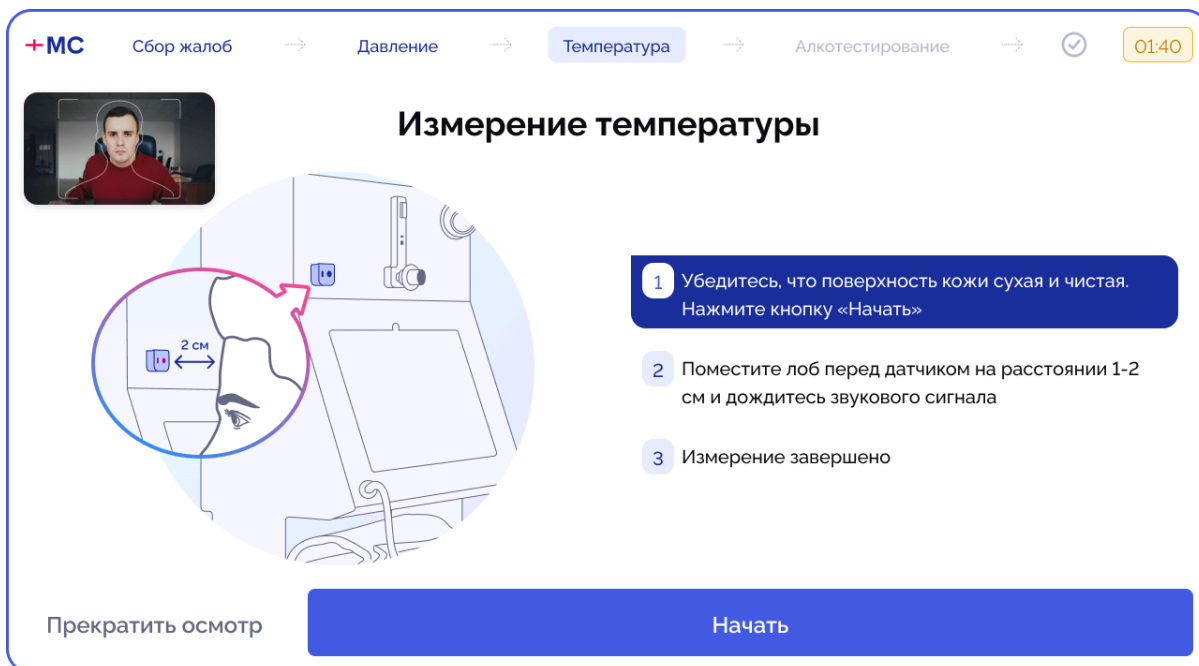 +МС
Сбор жалоб
Давление
Температура
Алкотестирование
01:40
Измерение температуры
2 см
1 Убедитесь, что поверхность кожи сухая и чистая.
Нажмите кнопку «Начать»
2 Поместите лоб перед датчиком на расстоянии 1-2
см и дождитесь звукового сигнала
3 Измерение завершено
Прекратить осмотр
Начать